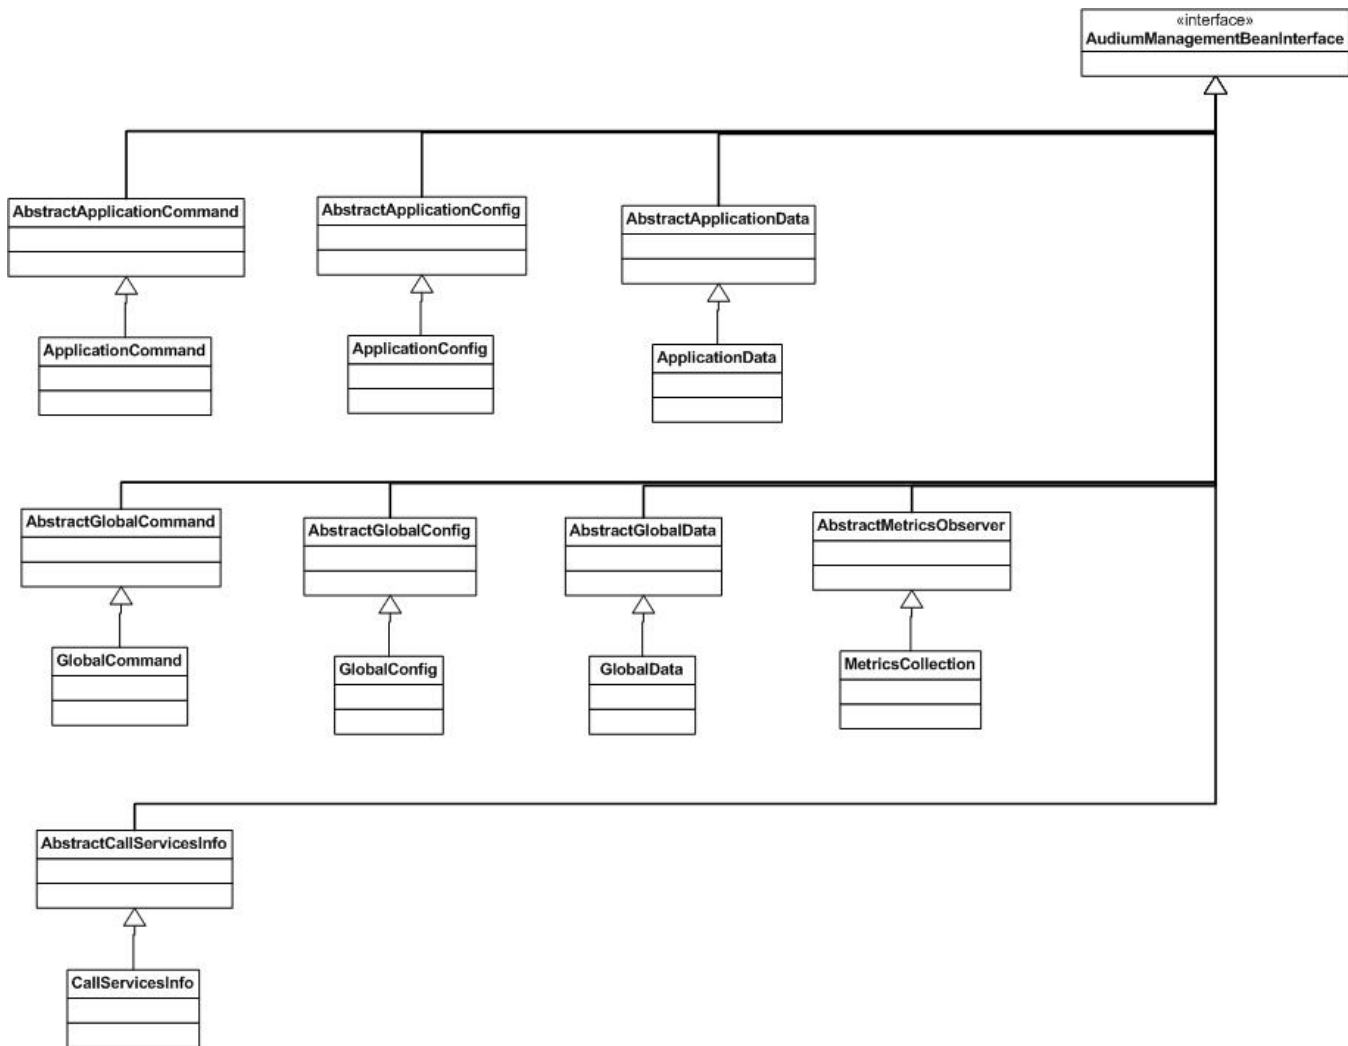 «interface»
AudiumManagementBeanInterface
AbstractApplicationCommand
AbstractApplicationConfig
AbstractApplicationData
ApplicationCommand
ApplicationConfig
ApplicationData
AbstractGlobalCommand
AbstractGlobalConfig
AbstractGlobalData
AbstractMetricsObserver
GlobalCommand
GlobalConfig
GlobalData
MetricsCollection
AbstractCallServicesInfo
CallServicesInfo